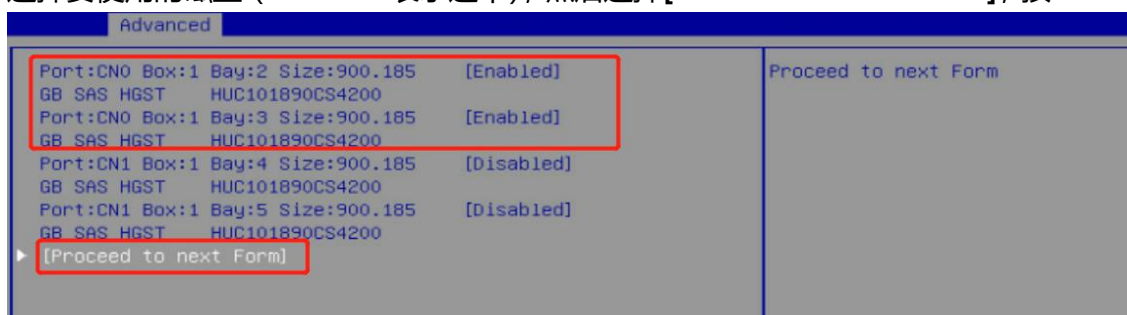 Advanced
Port:CN0 Box:1 Bay:2 Size:900.185 [Enabled] Proceed to next Form
GB SAS HGST HUC101890CS4200
Port:CN0 Box:1 Bay:3 Size:900.185 [Enabled]
GB SAS HGST HUC101890CS4200
Port:CN1 Box:1 Bay:4 Size:900.185 [Disabled]
GB SAS HGST HUC101890CS4200
Port:CN1 Box:1 Bay:5 Size:900.185 [Disabled]
GB SAS HGST HUC101890CS4200
[Proceed to next Form]